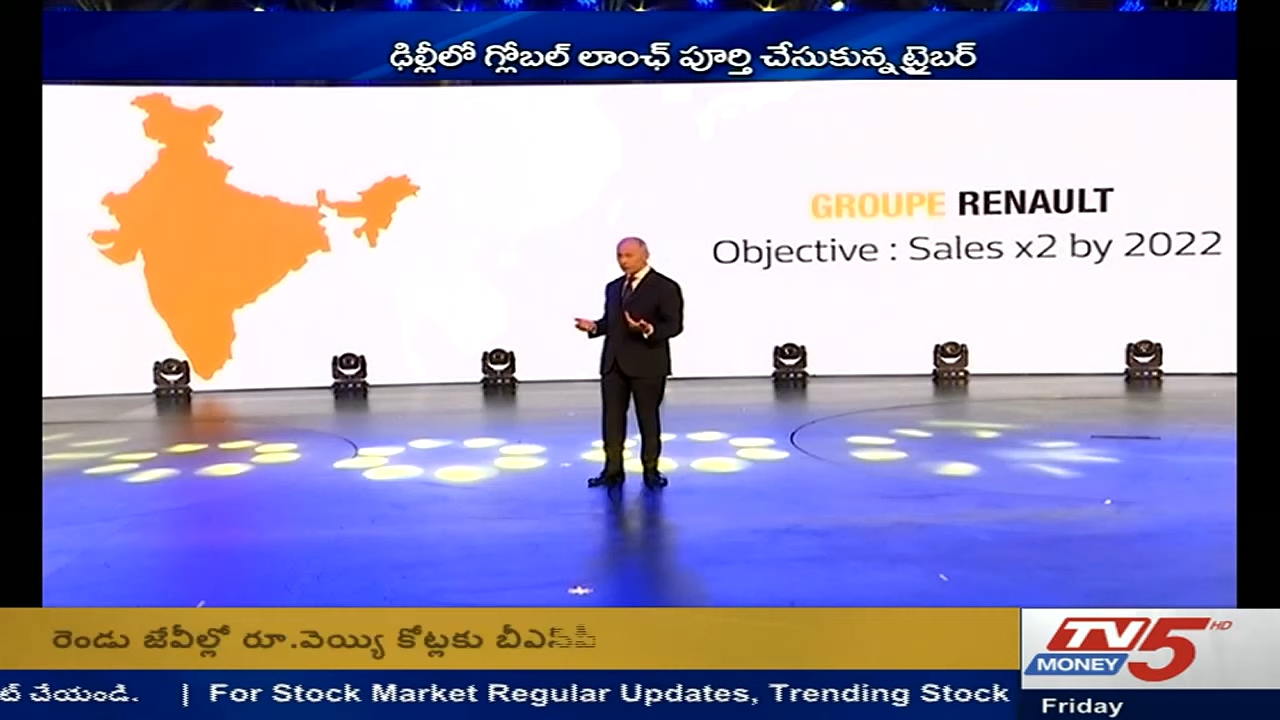 ఢిల్లీలో గ్లోబల్ లాంఛ్ పూర్తి చేసుకున్న ట్రైబర్
GROUPE RENAULT
Objective : Sales x2 by 2022
రెండు జేవీల్లో రూ.వెయ్యి కోట్లకు బీఎస్‌పీ
TV5 HD
MONEY
ట్ చేయండి. | For Stock Market Regular Updates, Trending Stock
Friday